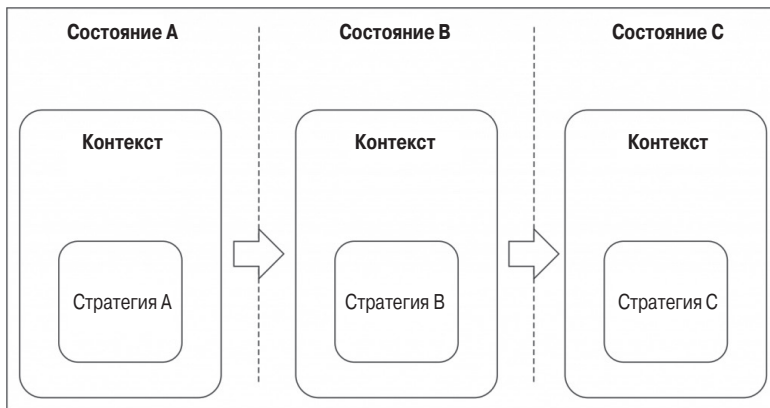 Состояние A
Состояние B
Состояние C
Контекст
Контекст
Контекст
Стратегия A
Стратегия B
Стратегия C